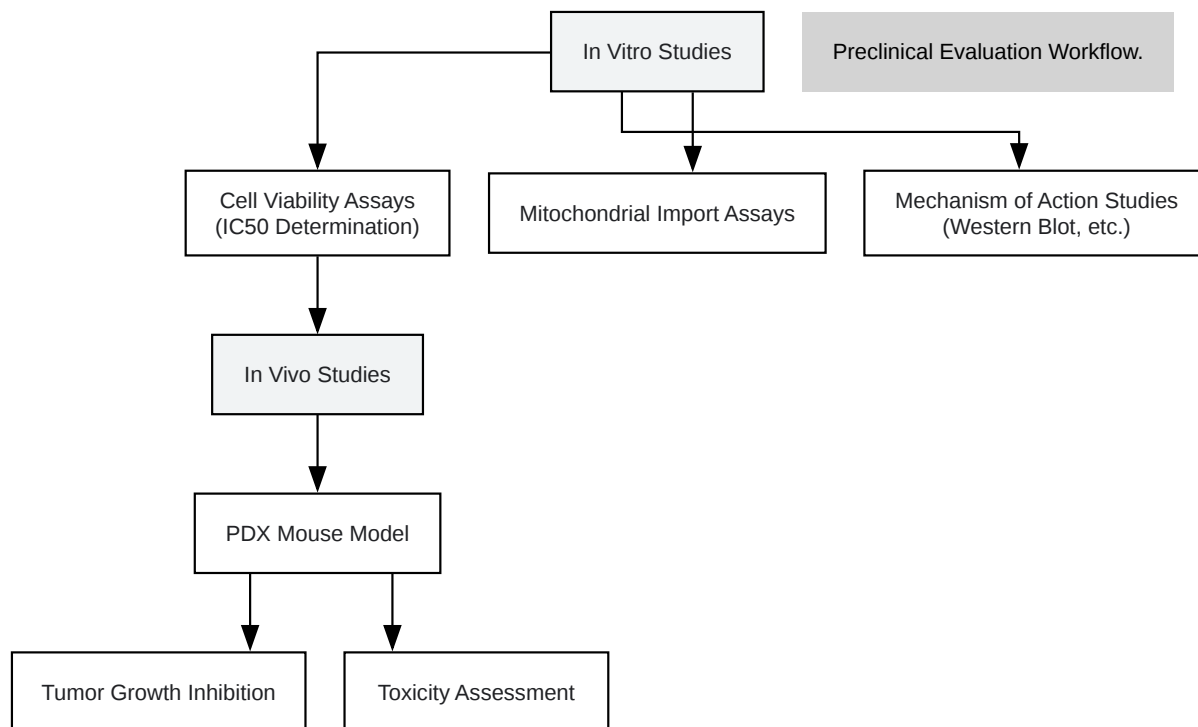 In Vitro Studies
Preclinical Evaluation Workflow.
Cell Viability Assays
(IC50 Determination)
Mitochondrial Import Assays
Mechanism of Action Studies
(Western Blot, etc.)
In Vivo Studies
PDX Mouse Model
Tumor Growth Inhibition
Toxicity Assessment